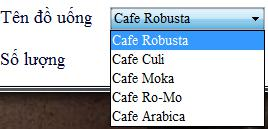 Tên đồ uống Cafe Robusta
Cafe Robusta
Số lượng Cafe Culi
Cafe Moka
Cafe Ro-Mo
Cafe Arabica